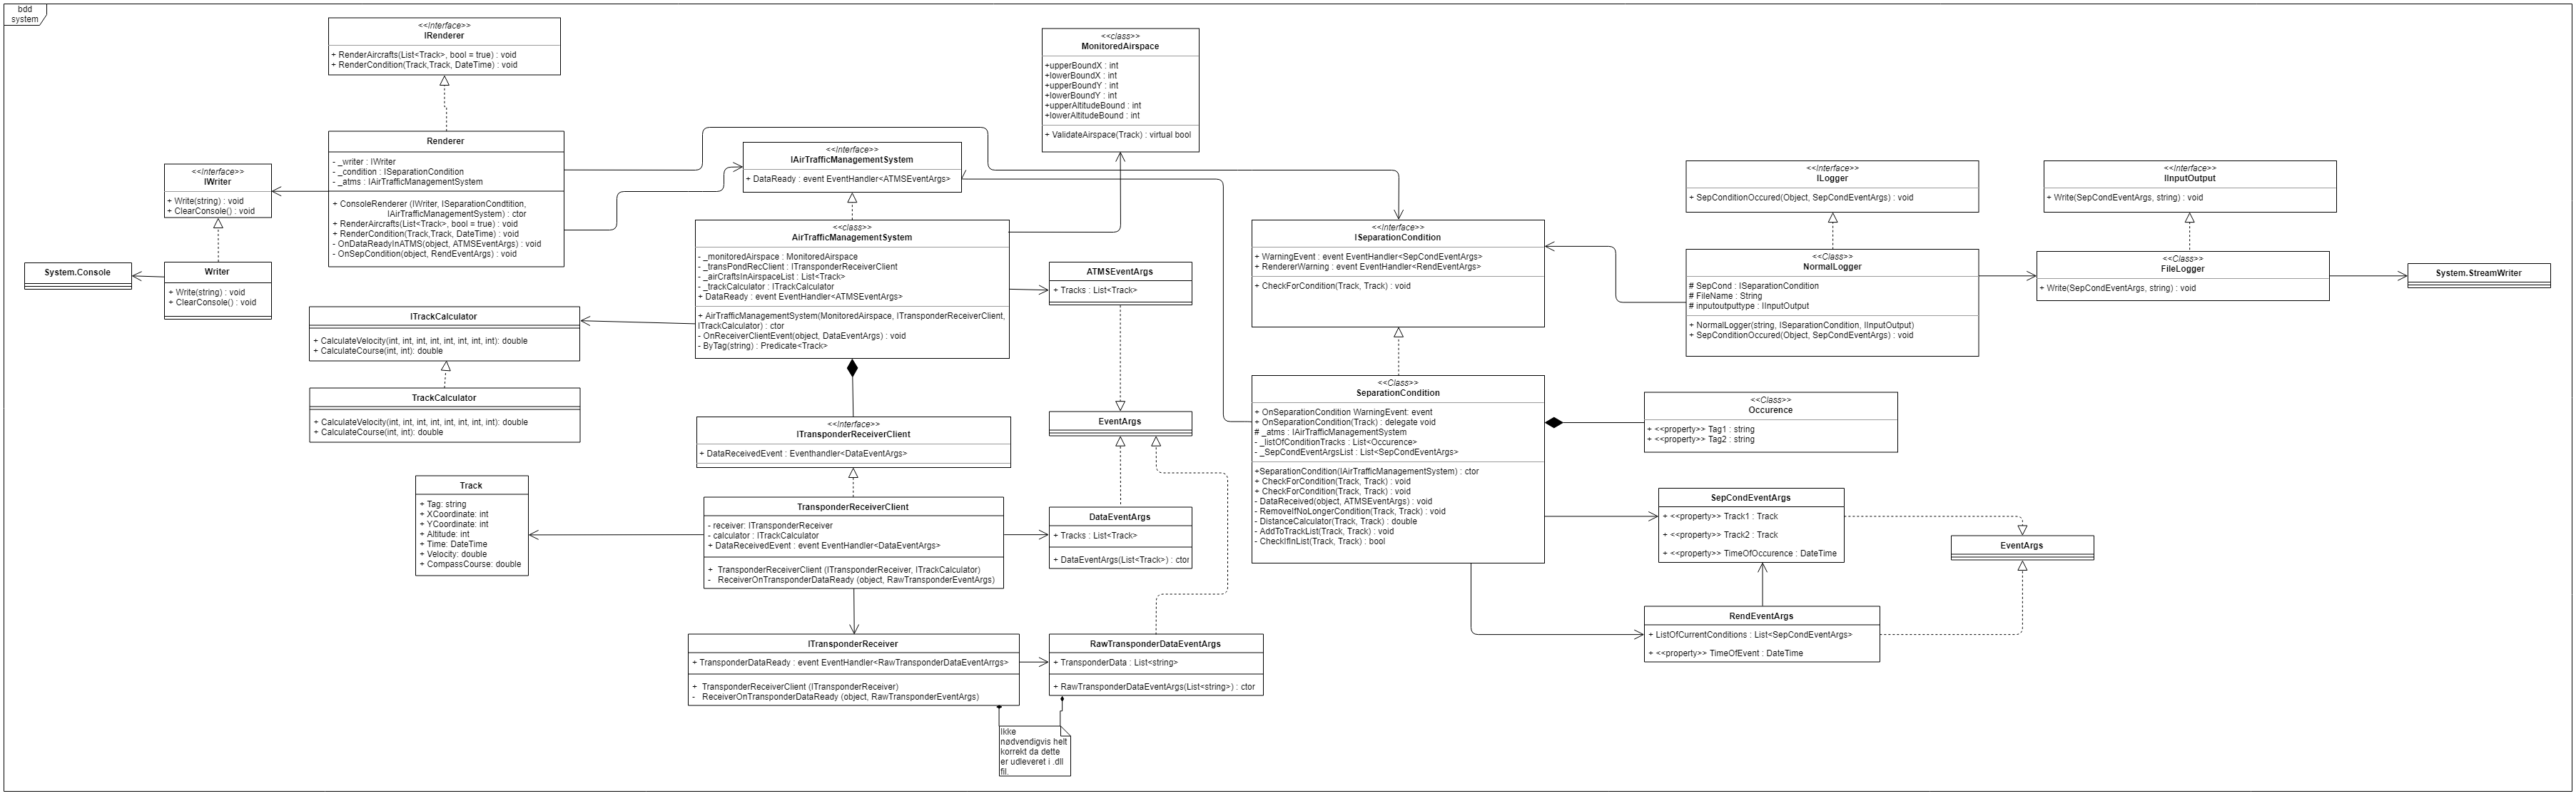 bdd
system
<<Interface>>
IRenderer
+ RenderAircrafts(List<Track>, bool = true) : void
+ RenderCondition(Track,Track, DateTime) : void
Renderer
- _writer : IWriter
- _condition : ISeparationCondition
- _atms : IAirTrafficManagementSystem
+ ConsoleRenderer (IWriter, ISeparationCondtition,
IAirTrafficManagementSystem) : ctor
+ RenderAircrafts(List<Track>, bool = true) : void
+ RenderCondition(Track,Track, DateTime) : void
- OnDataReadyInATMS(object, ATMSEventArgs) : void
- OnSepCondition(object, RendEventArgs) : void
<<Interface>>
IWriter
+ Write(string) : void
+ ClearConsole() : void
Writer
+ Write(string) : void
+ ClearConsole() : void
System.Console
ITrackCalculator
+ CalculateVelocity(int, int, int, int, int, int, int, int): double
+ CalculateCourse(int, int): double
TrackCalculator
+ CalculateVelocity(int, int, int, int, int, int, int, int): double
+ CalculateCourse(int, int): double
<<Interface>>
IAirTrafficManagementSystem
+ DataReady : event EventHandler<ATMSEventArgs>
<<class>>
AirTrafficManagementSystem
- _monitoredAirspace : MonitoredAirspace
- _transPondRecClient : ITransponderReceiverClient
- _airCraftsInAirspaceList : List<Track>
- _trackCalculator : ITrackCalculator
+ DataReady : event EventHandler<ATMSEventArgs>
+ AirTrafficManagementSystem(MonitoredAirspace, ITransponderReceiverClient,
ITrackCalculator) : ctor
- OnReceiverClientEvent(object, DataEventArgs) : void
- ByTag(string) : Predicate<Track>
<<class>>
MonitoredAirspace
+upperBoundX : int
+lowerBoundX : int
+upperBoundY : int
+lowerBoundY : int
+upperAltitudeBound : int
+lowerAltitudeBound : int
+ ValidateAirspace(Track) : virtual bool
ATMSEventArgs
+ Tracks : List<Track>
EventArgs
<<Interface>>
ITransponderReceiverClient
+ DataReceivedEvent : Eventhandler<DataEventArgs>
TransponderReceiverClient
- receiver: ITransponderReceiver
- calculator : ITrackCalculator
+ DataReceivedEvent : event EventHandler<DataEventArgs>
+ TransponderReceiverClient (ITransponderReceiver, ITrackCalculator)
- ReceiverOnTransponderDataReady (object, RawTransponderEventArgs)
Track
+ Tag: string
+ XCoordinate: int
+ YCoordinate: int
+ Altitude: int
+ Time: DateTime
+ Velocity: double
+ CompassCourse: double
DataEventArgs
+ Tracks : List<Track>
+ DataEventArgs(List<Track>) : ctor
ITransponderReceiver
+ TransponderDataReady : event EventHandler<RawTransponderDataEventArrgs>
+ TransponderReceiverClient (ITransponderReceiver)
- ReceiverOnTransponderDataReady (object, RawTransponderEventArgs)
RawTransponderDataEventArgs
+ TransponderData : List<string>
+ RawTransponderDataEventArgs(List<string>) : ctor
Ikke
nødvendigvis helt
korrekt da dette
er udleveret i .dll
fil.
<<Interface>>
ISeparationCondition
+ WarningEvent : event EventHandler<SepCondEventArgs>
+ RendererWarning : event EventHandler<RendEventArgs>
+ CheckForCondition(Track, Track) : void
<<Class>>
SeparationCondition
+ OnSeparationCondition WarningEvent: event
+ OnSeparationCondition(Track) : delegate void
# _atms : IAirTrafficManagementSystem
- _listOfConditionTracks : List<Occurence>
- _SepCondEventArgsList : List<SepCondEventArgs>
+SeparationCondition(IAirTrafficManagementSystem) : ctor
+ CheckForCondition(Track, Track) : void
+ CheckForCondition(Track, Track) : void
- DataReceived(object, ATMSEventArgs) : void
- RemoveIfNoLongerCondition(Track, Track) : void
- DistanceCalculator(Track, Track) : double
- AddToTrackList(Track, Track) : void
- CheckIfInList(Track, Track) : bool
<<Interface>>
ILogger
+ SepConditionOccured(Object, SepCondEventArgs) : void
<<Class>>
NormalLogger
# SepCond : ISeparationCondition
# FileName : String
# inputoutputtype : IInputOutput
+ NormalLogger(string, ISeparationCondition, IInputOutput)
+ SepConditionOccured(Object, SepCondEventArgs) : void
<<Interface>>
IInputOutput
+ Write(SepCondEventArgs, string) : void
<<Class>>
FileLogger
+ Write(SepCondEventArgs, string) : void
System.StreamWriter
<<Class>>
Occurence
+ <<property>> Tag1 : string
+ <<property>> Tag2 : string
SepCondEventArgs
+ <<property>> Track1 : Track
+ <<property>> Track2 : Track
+ <<property>> TimeOfOccurence : DateTime
EventArgs
RendEventArgs
+ ListOfCurrentConditions : List<SepCondEventArgs>
+ <<property>> TimeOfEvent : DateTime